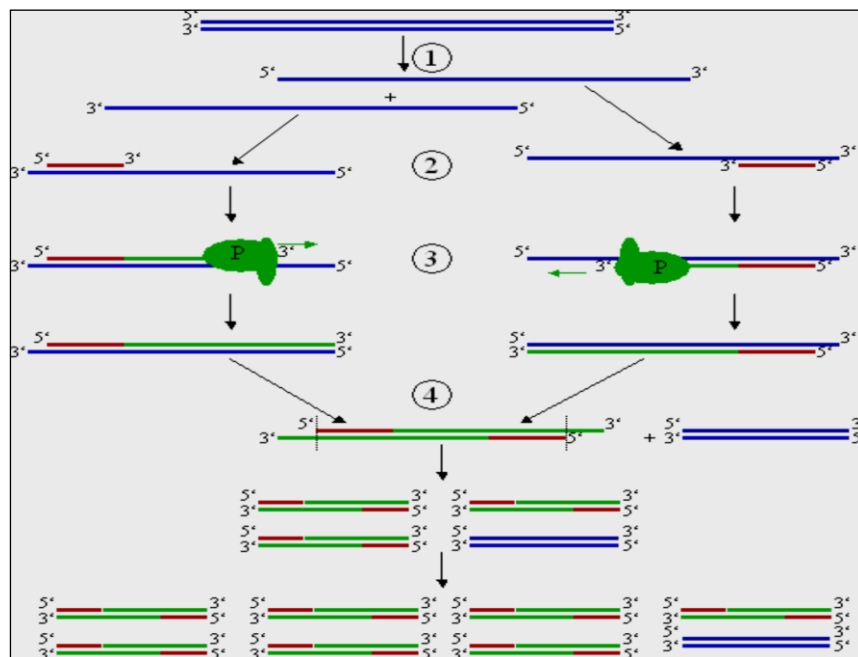 5‘ 3‘
3‘ 5‘
1
5‘ 3‘
+
3‘ 5‘
5‘ 3‘ 5‘ 3‘
3‘ 5‘ 2 3‘ 5‘
5‘ P 3‘ 5‘ 3‘
3‘ 5‘ 3 3‘ P 5‘
5‘ 3‘ 5‘ 3‘
3‘ 5‘ 3‘ 5‘
4
5‘ 3‘ 5‘ 3‘
3‘ 5‘ + 3‘ 5‘
5‘ 3‘ 5‘ 3‘
3‘ 5‘ 3‘ 5‘
5‘ 3‘ 5‘ 3‘
3‘ 5‘ 3‘ 5‘
5‘ 3‘ 5‘ 3‘ 5‘ 3‘ 5‘ 3‘
3‘ 5‘ 3‘ 5‘ 3‘ 5‘ 3‘ 5‘
5‘ 3‘ 5‘ 3‘ 5‘ 3‘ 5‘ 3‘
3‘ 5‘ 3‘ 5‘ 3‘ 5‘ 3‘ 5‘